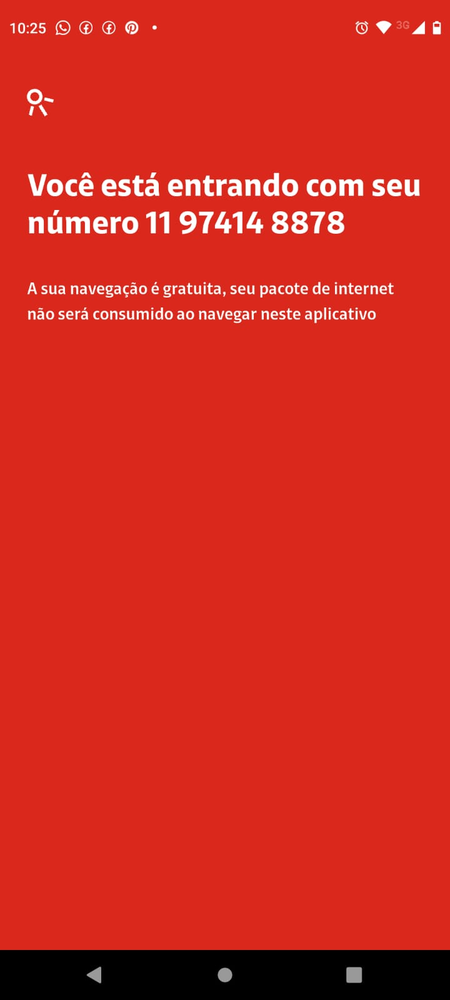 10:25
3G
Você está entrando com seu
número 11 97414 8878
A sua navegação é gratuita, seu pacote de internet
não será consumido ao navegar neste aplicativo